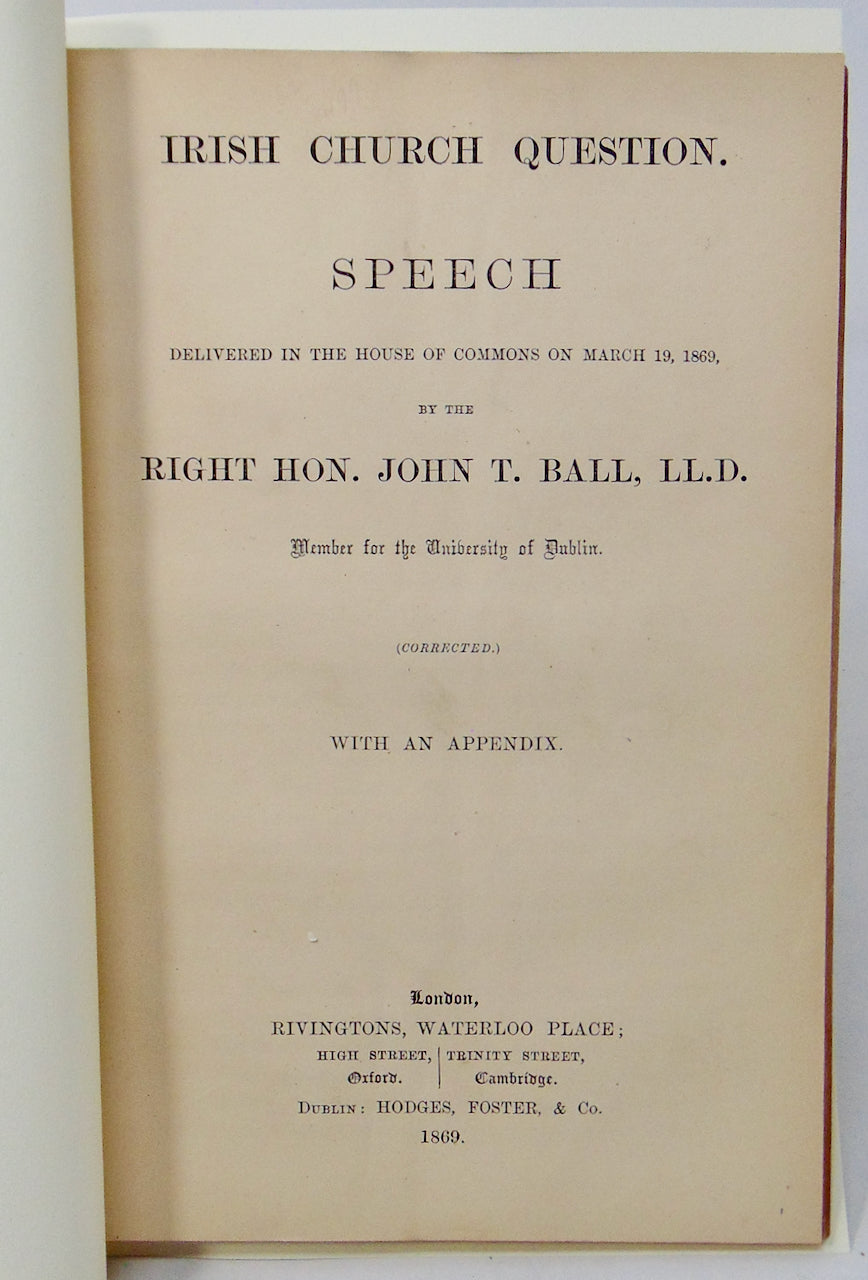 IRISH CHURCH QUESTION.
SPEECH
DELIVERED IN THE HOUSE OF COMMONS ON MARCH 19, 1869,
BY THE
RIGHT HON. JOHN T. BALL, LL.D.
Member for the University of Dublin.
(CORRECTED.)
WITH AN APPENDIX.
London,
RIVINGTONS, WATERLOO PLACE;
HIGH STREET, | TRINITY STREET,
Oxford. | Cambridge.
DUBLIN: HODGES, FOSTER, & Co.
1869.